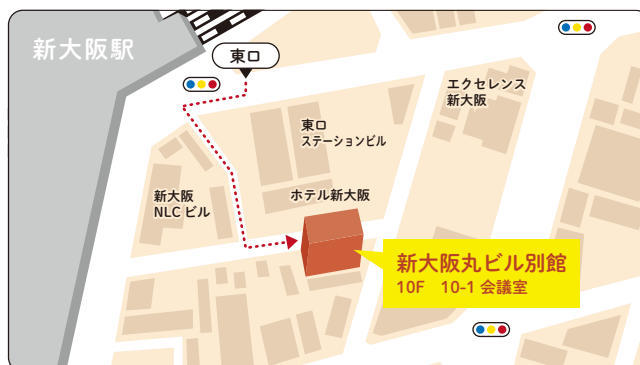 新大阪駅
東口
エクセレンス
新大阪
東口
ステーションビル
新大阪
NLC ビル
ホテル新大阪
新大阪丸ビル別館
10F 10-1 会議室